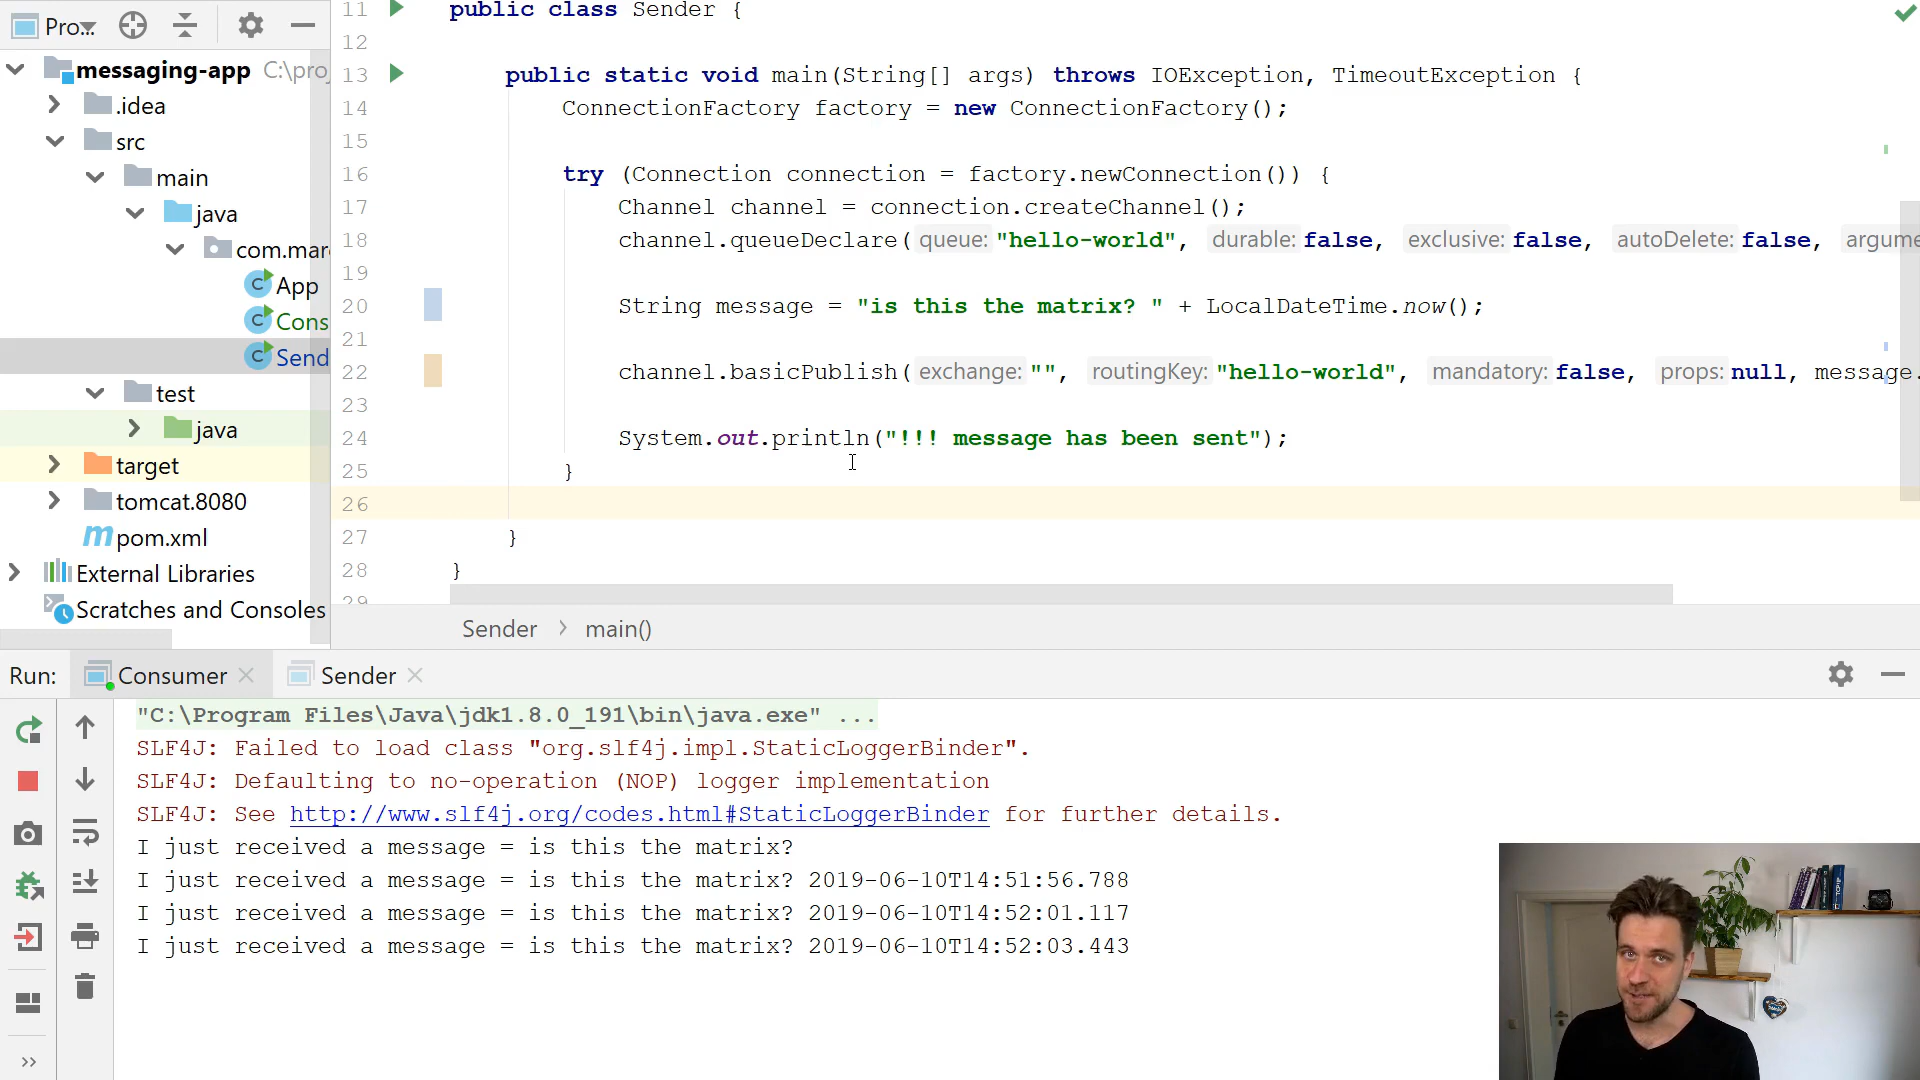 Pro...
messaging-app C:\pro
.idea
src
main
java
com.mar
App
Cons
Send
test
java
target
tomcat.8080
pom.xml
External Libraries
Scratches and Consoles
11 public class Sender {
12
13 public static void main(String[] args) throws IOException, TimeoutException {
14 ConnectionFactory factory = new ConnectionFactory();
15
16 try (Connection connection = factory.newConnection()) {
17 Channel channel = connection.createChannel();
18 channel.queueDeclare( queue: "hello-world", durable: false, exclusive: false, autoDelete: false, argume
19
20 String message = "is this the matrix? " + LocalDateTime.now();
21
22 channel.basicPublish( exchange: "", routingKey: "hello-world", mandatory: false, props: null, message.
23
24 System.out.println("!!! message has been sent");
25 }
26
27 }
28 }
29
Sender > main()
Run: Consumer Sender
"C:\Program Files\Java\jdk1.8.0_191\bin\java.exe" ...
SLF4J: Failed to load class "org.slf4j.impl.StaticLoggerBinder".
SLF4J: Defaulting to no-operation (NOP) logger implementation
SLF4J: See http://www.slf4j.org/codes.html#StaticLoggerBinder for further details.
I just received a message = is this the matrix?
I just received a message = is this the matrix? 2019-06-10T14:51:56.788
I just received a message = is this the matrix? 2019-06-10T14:52:01.117
I just received a message = is this the matrix? 2019-06-10T14:52:03.443